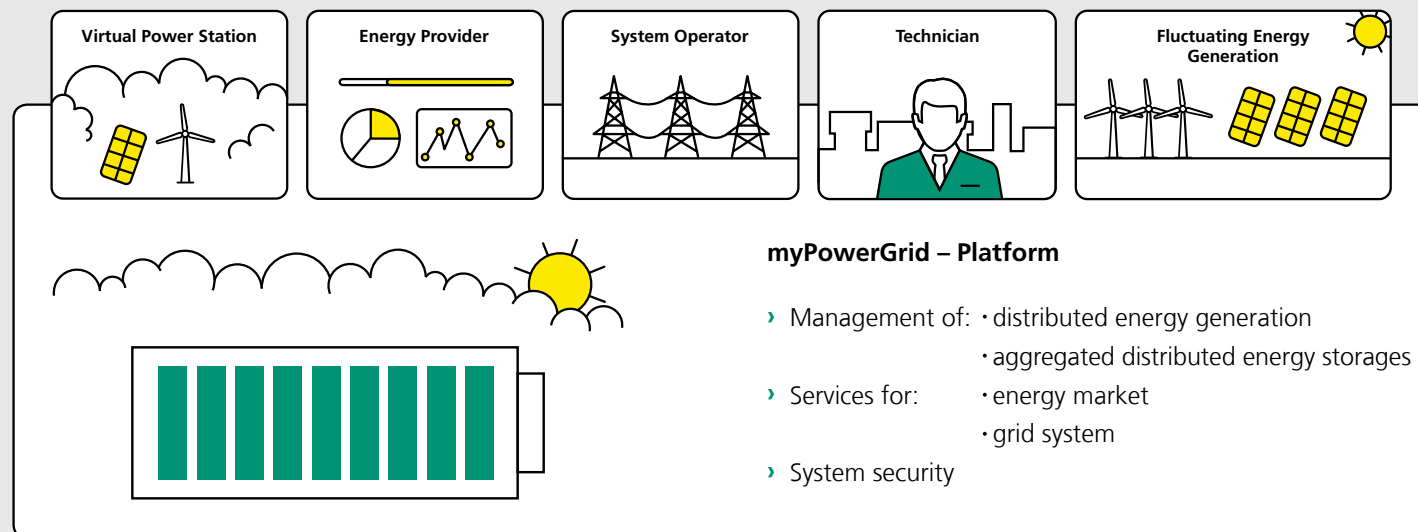 Virtual Power Station
Energy Provider
System Operator
Technician
Fluctuating Energy
Generation
myPowerGrid – Platform
› Management of: · distributed energy generation
· aggregated distributed energy storages
› Services for: · energy market
· grid system
› System security